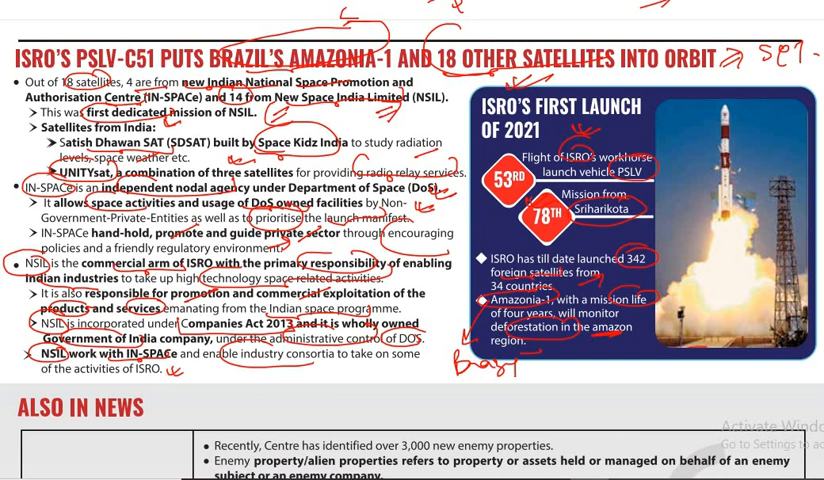 ISRO'S PSLV-C51 PUTS BRAZIL'S AMAZONIA-1 AND 18 OTHER SATELLITES INTO ORBIT
Out of 18 satellites, 4 are from new Indian National Space Promotion and
Authorisation Centre (IN-SPACe) and 14 from New Space India Limited (NSIL).
This was first dedicated mission of NSIL.
Satellites from India:
Satish Dhawan SAT (SDSAT) built by Space Kidz India to study radiation
levels, space weather etc.
UNITYsat, a combination of three satellites for providing radio relay services.
IN-SPACe is an independent nodal agency under Department of Space (DoS).
It allows space activities and usage of DoS owned facilities by Non-
Government-Private-Entities as well as to prioritise the launch manifest.
IN-SPACe hand-hold, promote and guide private sector through encouraging
policies and a friendly regulatory environment.
NSIL is the commercial arm of ISRO with the primary responsibility of enabling
Indian industries to take up high technology space related activities.
It is also responsible for promotion and commercial exploitation of the
products and services emanating from the Indian space programme.
NSIL is incorporated under Companies Act 2013 and it is wholly owned
Government of India company, under the administrative control of DOS.
NSIL work with IN-SPACe and enable industry consortia to take on some
of the activities of ISRO.
ISRO'S FIRST LAUNCH
OF 2021
53RD
Flight of ISRO's workhorse
launch vehicle PSLV
78TH
Mission from
Sriharikota
ISRO has till date launched 342
foreign satellites from
34 countries
Amazonia-1, with a mission life
of four years, will monitor
deforestation in the amazon
region.
ALSO IN NEWS
Recently, Centre has identified over 3,000 new enemy properties.
Enemy property/alien properties refers to property or assets held or managed on behalf of an enemy
subject or an enemy company.
Activate Windo
Go to Settings to ac